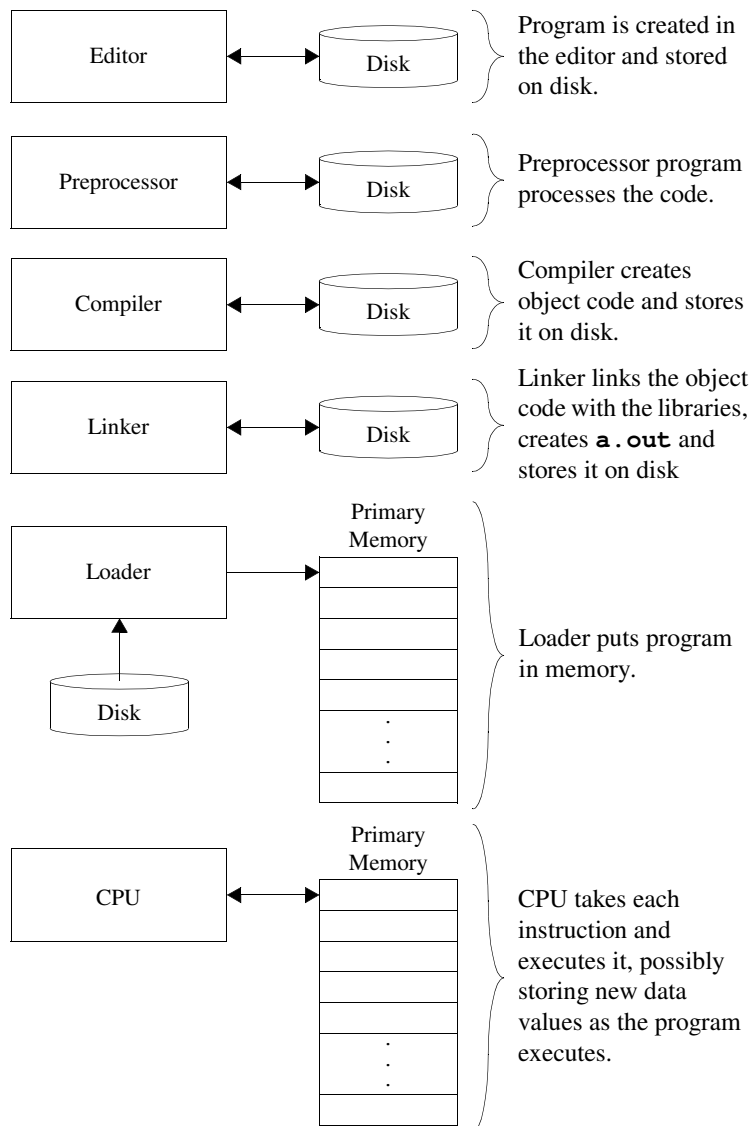 Editor
Disk
Program is created in
the editor and stored
on disk.
Preprocessor
Disk
Preprocessor program
processes the code.
Compiler
Disk
Compiler creates
object code and stores
it on disk.
Linker
Disk
Linker links the object
code with the libraries,
creates a.out and
stores it on disk
Loader
Disk
Primary
Memory
.
.
.
Loader puts program
in memory.
CPU
Primary
Memory
.
.
.
CPU takes each
instruction and
executes it, possibly
storing new data
values as the program
executes.